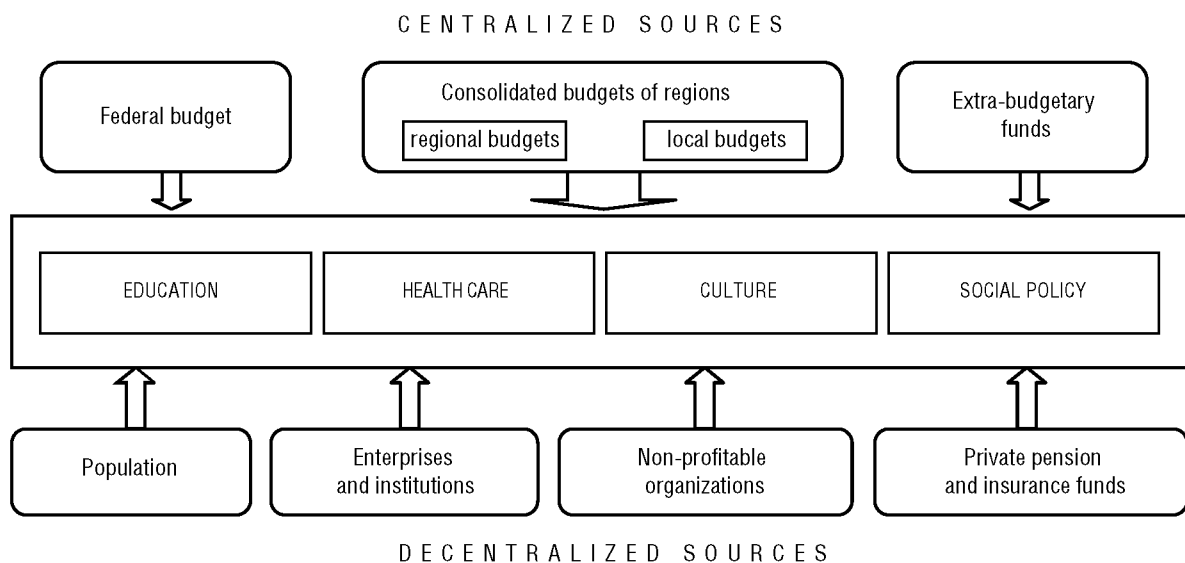 CENTRALIZED SOURCES
Federal budget
Consolidated budgets of regions
regional budgets
local budgets
Extra-budgetary
funds
EDUCATION
HEALTH CARE
CULTURE
SOCIAL POLICY
Population
Enterprises
and institutions
Non-profitable
organizations
Private pension
and insurance funds
DECENTRALIZED SOURCES